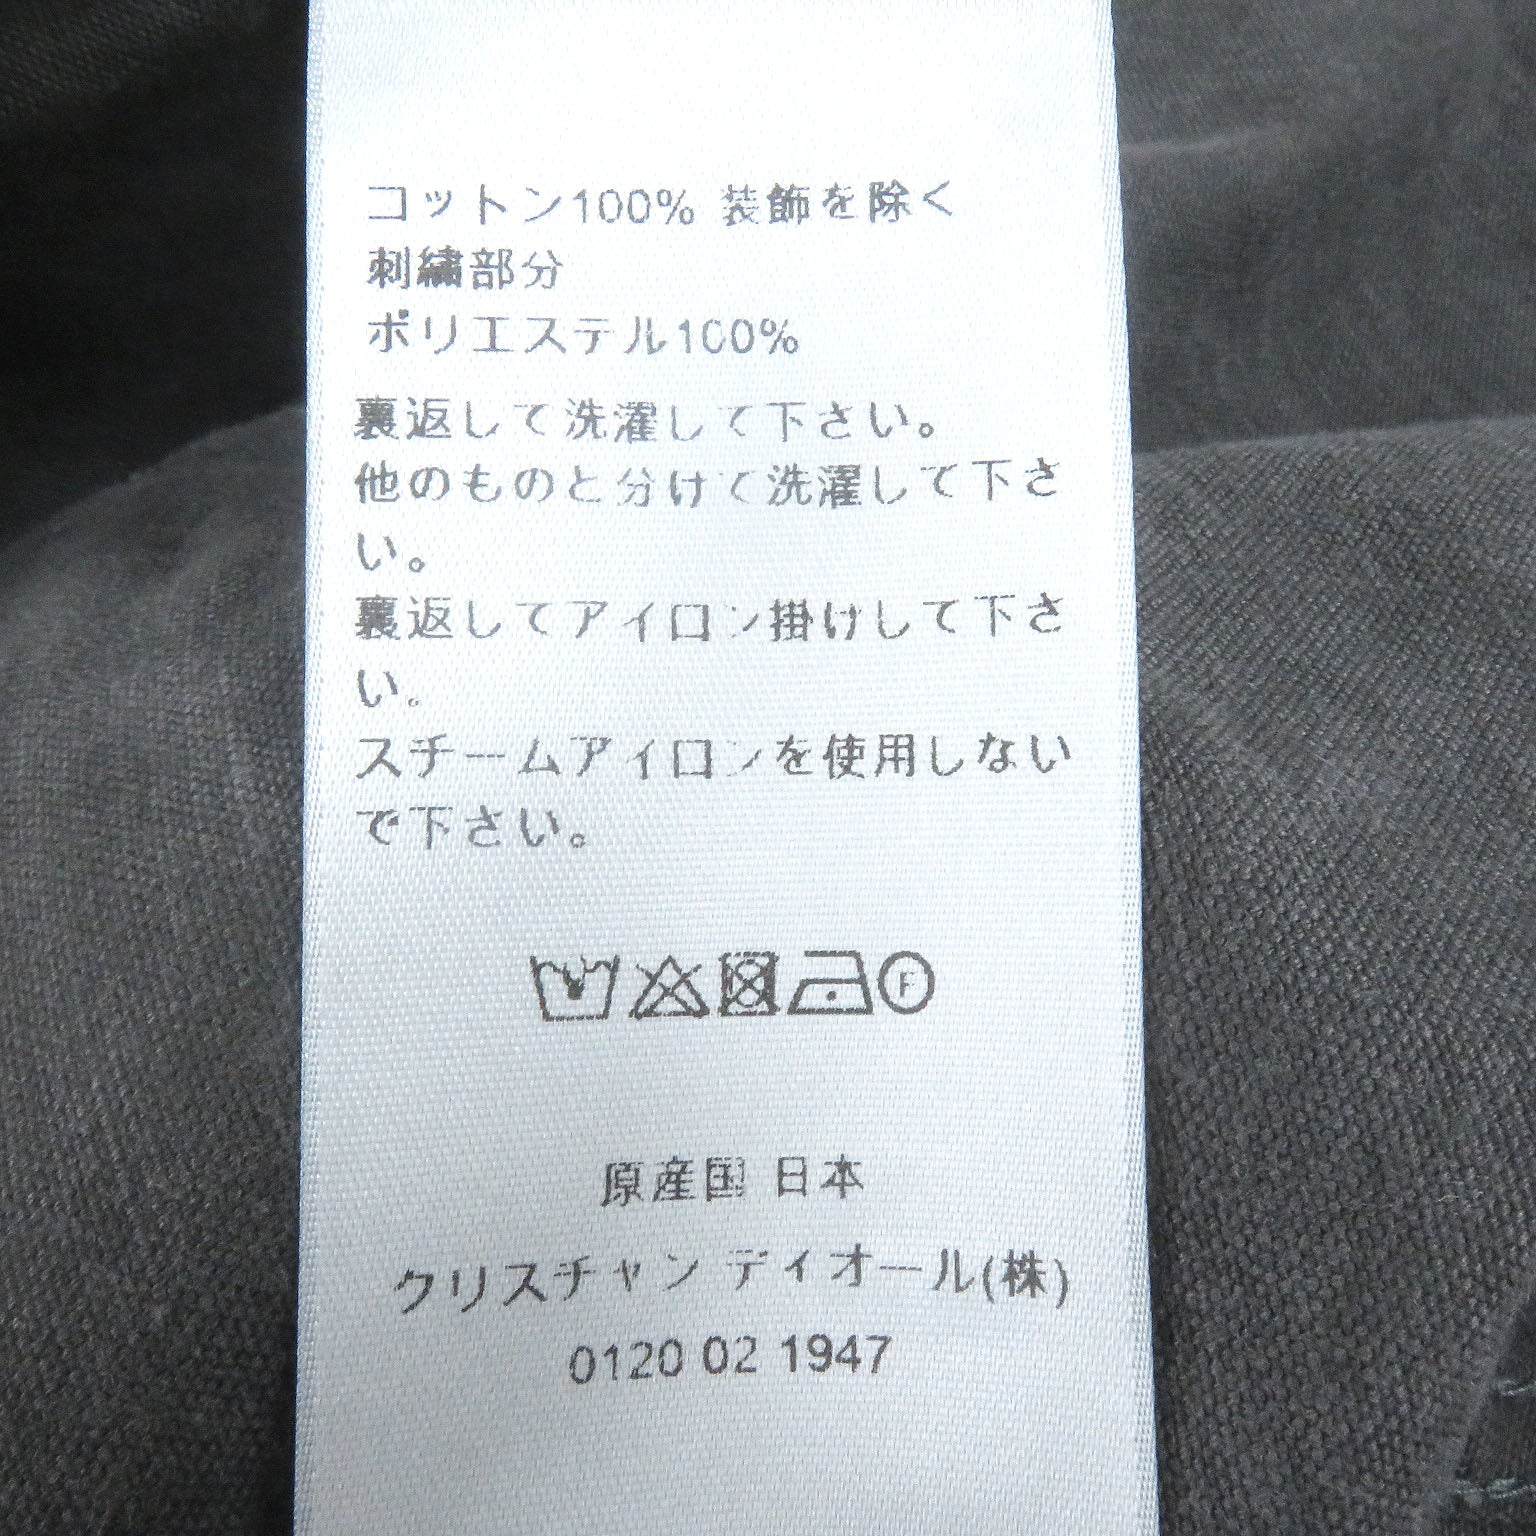 コットン100% 装飾を除く
刺繍部分
ポリエステル100%
裏返して洗濯して下さい。
他のものと分けて洗濯して下さ
い。
裏返してアイロン掛けして下さ
い。
スチームアイロンを使用しない
で下さい。
F
原産国 日本
クリスチャン ディオール(株)
0120 02 1947